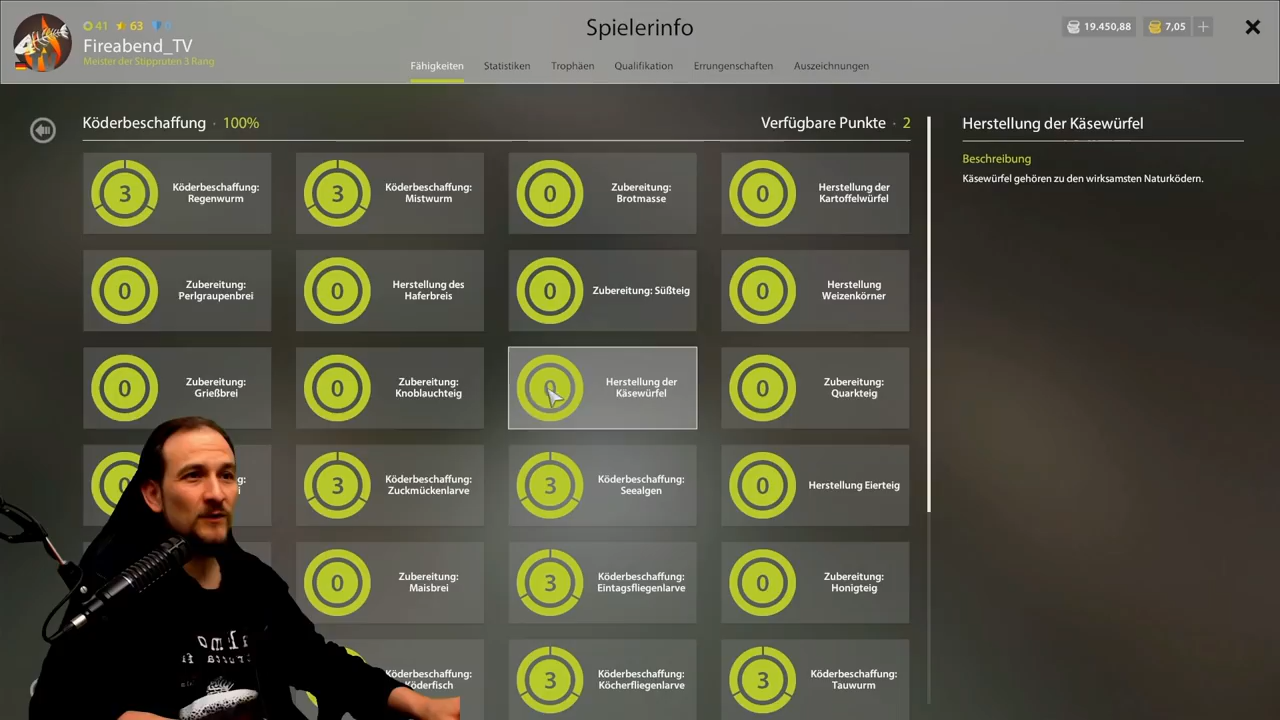 41 63
Fireabend_TV
Meister der Stippruten 3 Rang
Spielerinfo
19.450,88 7,05
Fähigkeiten Statistiken Trophäen Qualifikation Errungenschaften Auszeichnungen
Köderbeschaffung · 100%
Verfügbare Punkte · 2
3 Köderbeschaffung:
Regenwurm
3 Köderbeschaffung:
Mistwurm
0 Zubereitung:
Brotmasse
0 Herstellung der
Kartoffelwürfel
0 Zubereitung:
Perlgraupenbrei
0 Herstellung des
Haferbreis
0 Zubereitung: Süßteig
0 Herstellung
Weizenkörner
0 Zubereitung:
Grießbrei
0 Zubereitung:
Knoblauchteig
0 Herstellung der
Käsewürfel
0 Zubereitung:
Quarkteig
0
3 Köderbeschaffung:
Zuckmückenlarve
3 Köderbeschaffung:
Seealgen
0 Herstellung Eierteig
0 Zubereitung:
Maisbrei
3 Köderbeschaffung:
Eintagsfliegenlarve
0 Zubereitung:
Honigteig
Köderbeschaffung:
Köderfisch
3 Köderbeschaffung:
Köcherfliegenlarve
3 Köderbeschaffung:
Tauwurm
Herstellung der Käsewürfel
Beschreibung
Käsewürfel gehören zu den wirksamsten Naturködern.